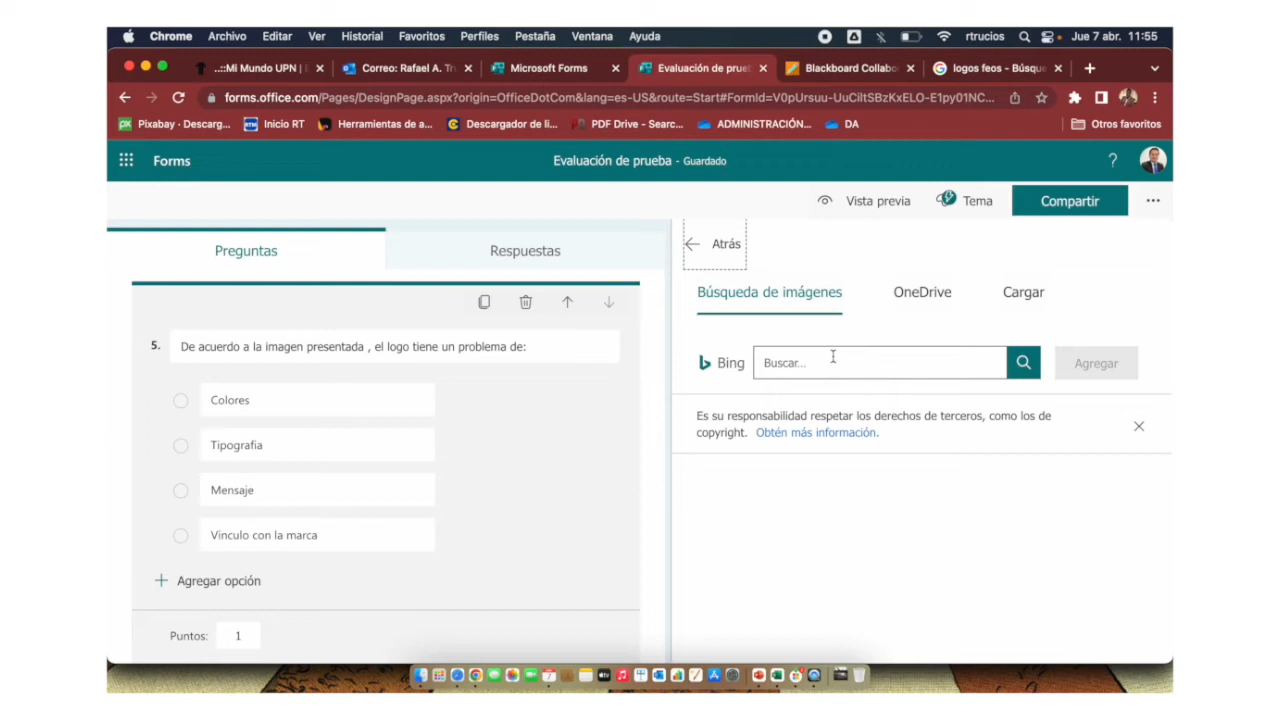 Chrome Archivo Editar Ver Historial Favoritos Perfiles Pestaña Ventana Ayuda rtrucios Jue 7 abr. 11:55
..::Mi Mundo UPN | Correo: Rafael A. Tr Microsoft Forms Evaluación de prue Blackboard Collabo logos feos - Búsque
forms.office.com/Pages/DesignPage.aspx?origin=OfficeDotCom&lang=es-US&route=Start#FormId=V0pUrsuu-UuCiltSBzKxELO-E1py01NC...
Pixabay · Descarg... Inicio RT Herramientas de a... Descargador de li... PDF Drive - Searc... ADMINISTRACIÓN... DA Otros favoritos
Forms Evaluación de prueba - Guardado ?
Vista previa Tema Compartir ...
Preguntas Respuestas
Atrás
Búsqueda de imágenes OneDrive Cargar
5. De acuerdo a la imagen presentada , el logo tiene un problema de:
Bing Buscar... Agregar
Colores
Es su responsabilidad respetar los derechos de terceros, como los de
copyright. Obtén más información.
Tipografia
Mensaje
Vínculo con la marca
Agregar opción
Puntos: 1